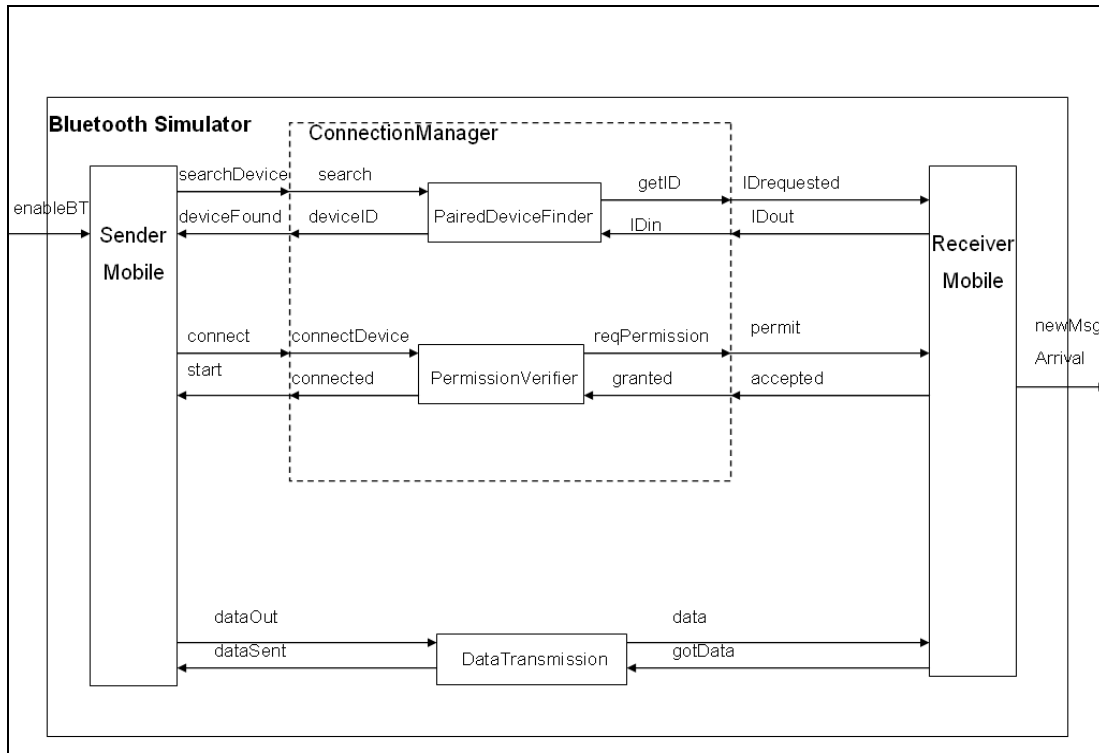 Bluetooth Simulator
ConnectionManager
searchDevice
search
getID
IDrequested
enableBT
deviceFound
deviceID
PairedDeviceFinder
IDin
IDout
Sender
Mobile
Receiver
Mobile
connect
connectDevice
reqPermission
permit
newMsg
Arrival
start
connected
PermissionVerifier
granted
accepted
dataOut
data
dataSent
DataTransmission
gotData